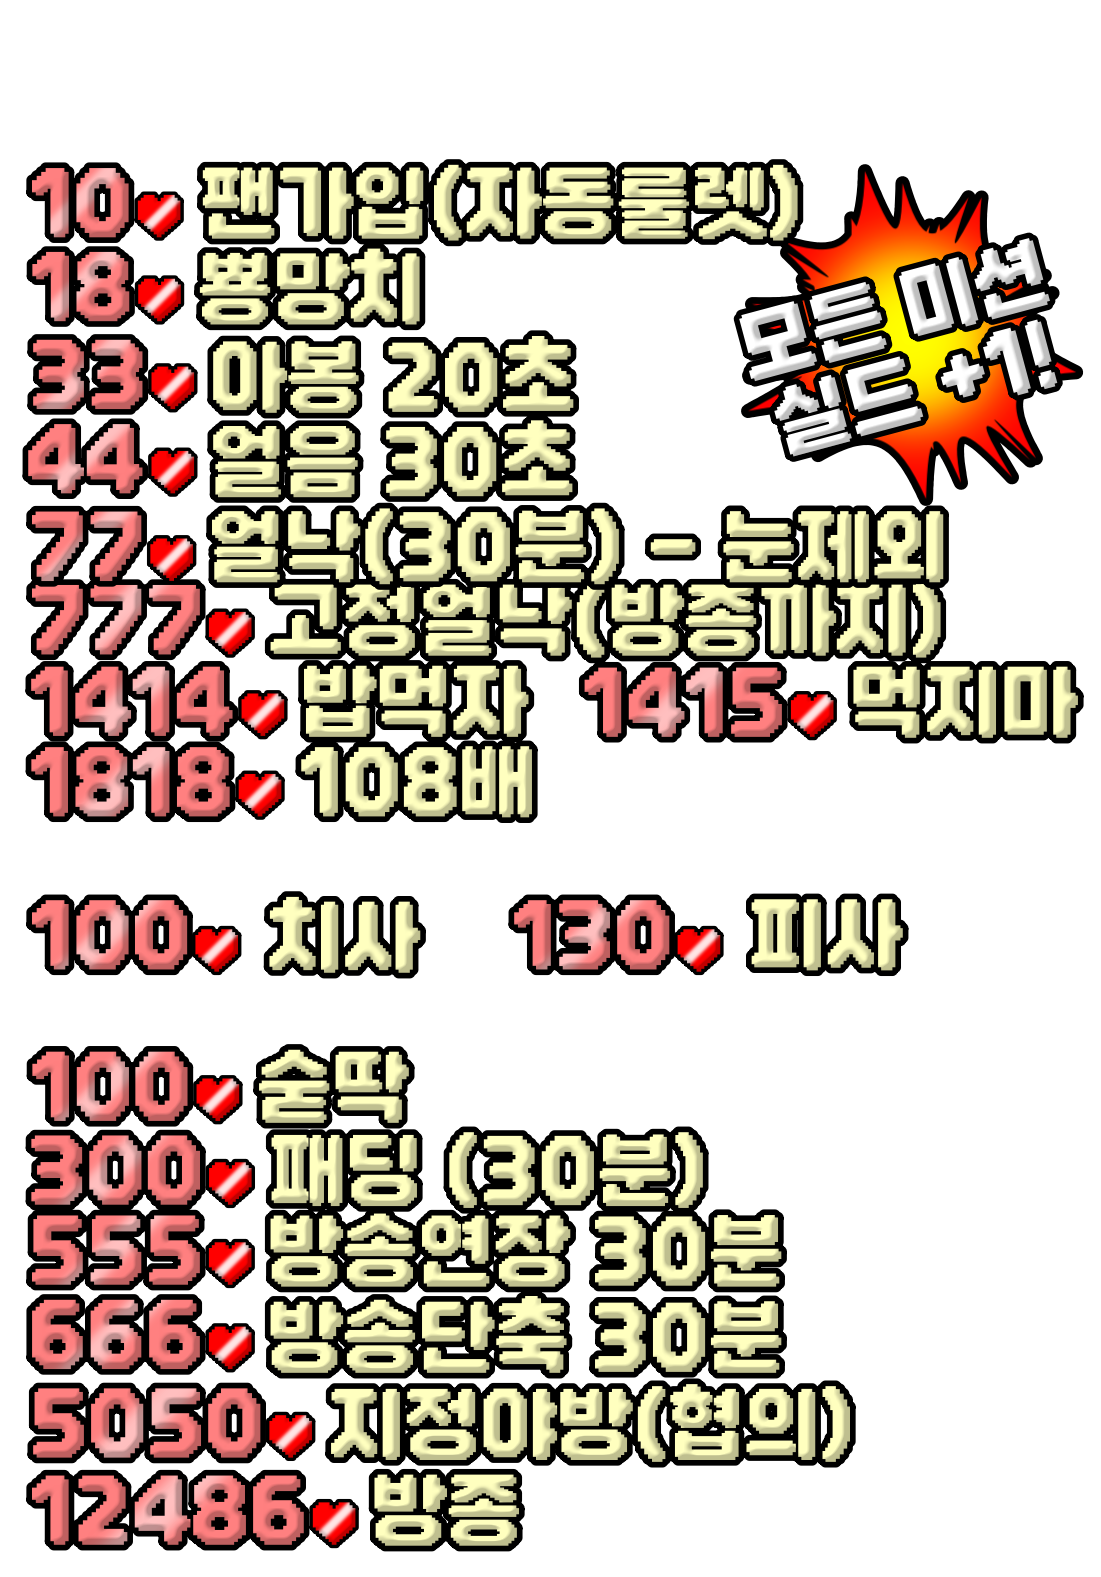 10♥ 팬가입(자동룰렛)
18♥ 뿅망치
33♥ 아봉 20초
44♥ 얼음 30초
77♥ 얼낙(30분) - 눈제외
777♥ 고정얼낙(방종까지)
1414♥ 밥먹자 1415♥ 먹지마
1818♥ 108배
모든 미션
실드 +1!
100♥ 치사 130♥ 피사
100♥ 술딱
300♥ 패딩 (30분)
555♥ 방송연장 30분
666♥ 방송단축 30분
5050♥ 지정야방(협의)
12486♥ 방종